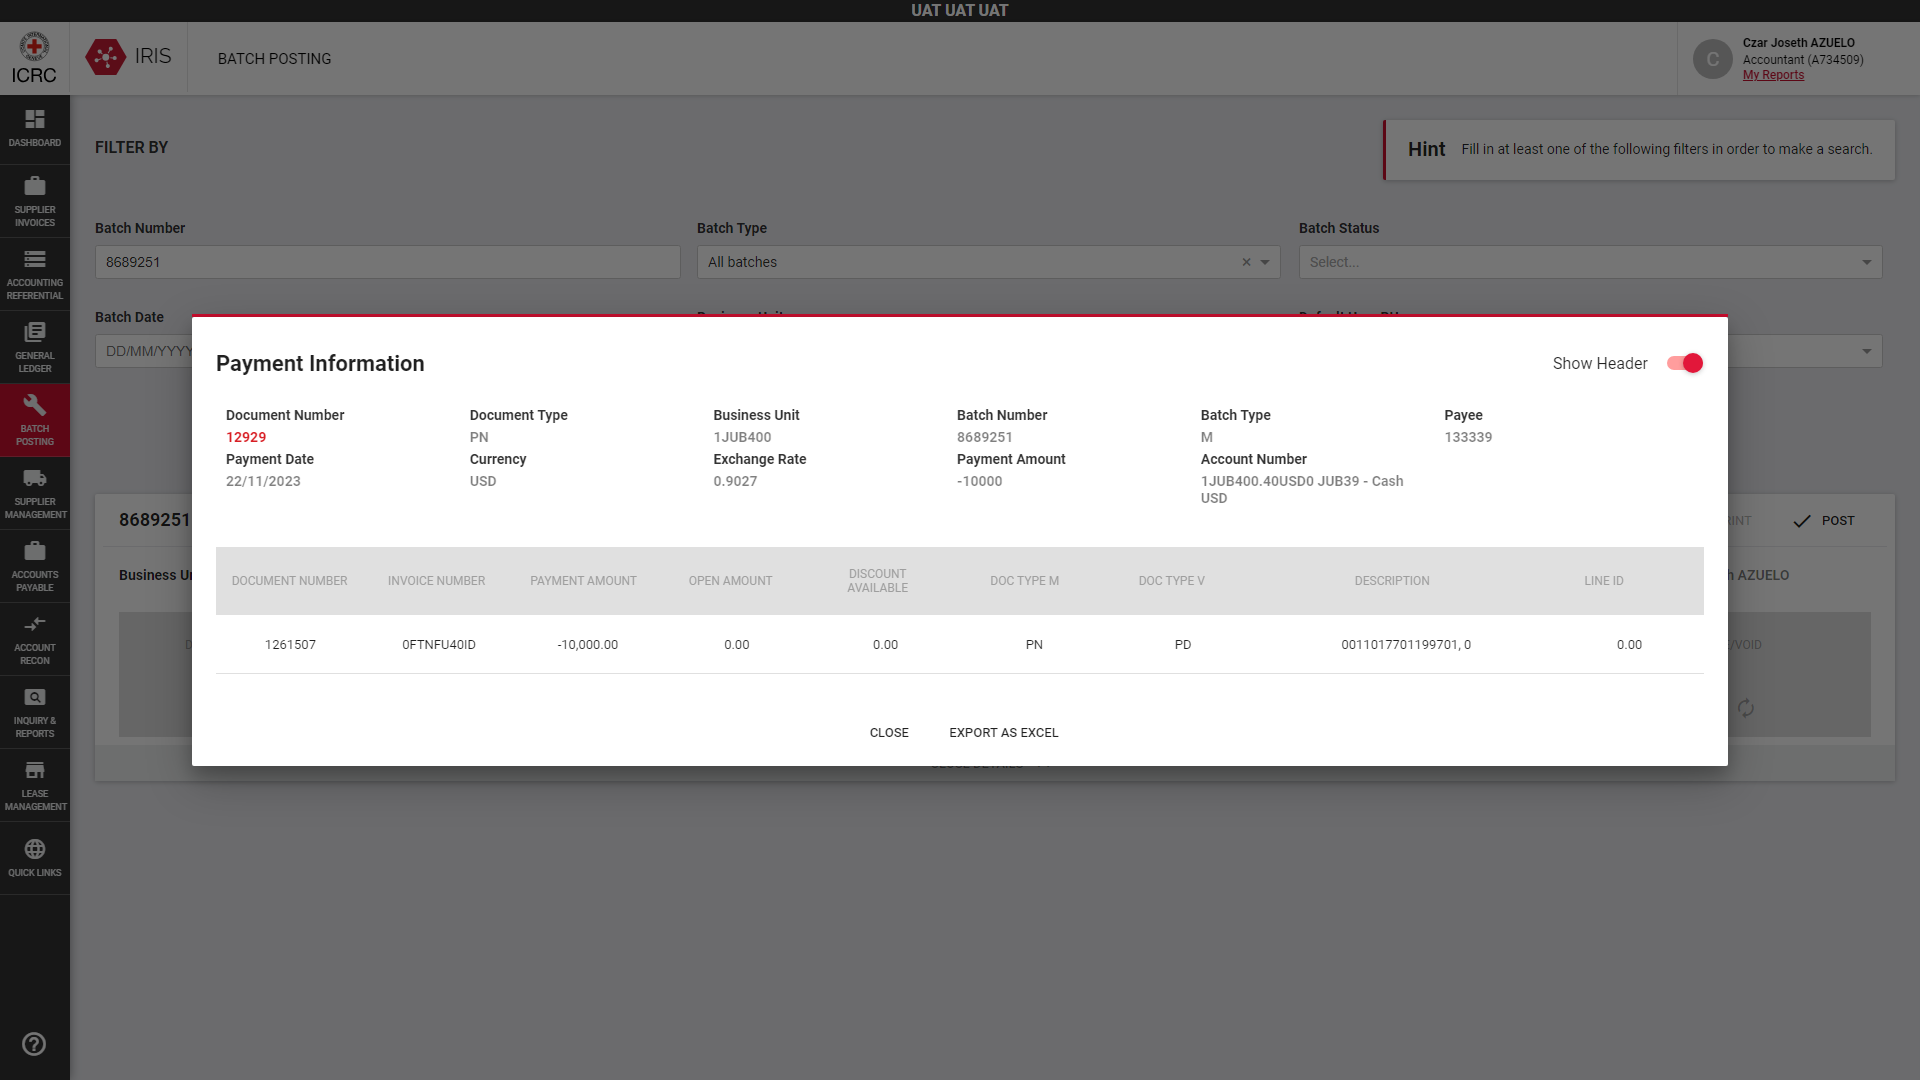 UAT UAT UAT
ICRC
IRIS
BATCH POSTING
C
Czar Joseth AZUELO
Accountant (A734509)
My Reports
DASHBOARD
SUPPLIER
INVOICES
ACCOUNTING
REFERENTIAL
GENERAL
LEDGER
BATCH
POSTING
SUPPLIER
MANAGEMENT
ACCOUNTS
PAYABLE
ACCOUNT
RECON
INQUIRY &
REPORTS
LEASE
MANAGEMENT
QUICK LINKS
FILTER BY
Hint Fill in at least one of the following filters in order to make a search.
Batch Number Batch Type Batch Status
8689251 All batches Select...
Batch Date
DD/MM/YYYY
8689251
POST
Business
AZUELO
/VOID
Payment Information Show Header
Document Number Document Type Business Unit Batch Number Batch Type Payee
12929 PN 1JUB400 8689251 M 133339
Payment Date Currency Exchange Rate Payment Amount Account Number
22/11/2023 USD 0.9027 -10000 1JUB400.40USD0 JUB39 - Cash
USD
DOCUMENT NUMBER INVOICE NUMBER PAYMENT AMOUNT OPEN AMOUNT DISCOUNT AVAILABLE DOC TYPE M DOC TYPE V DESCRIPTION LINE ID
1261507 0FTNFU40ID -10,000.00 0.00 0.00 PN PD 0011017701199701, 0 0.00
CLOSE EXPORT AS EXCEL